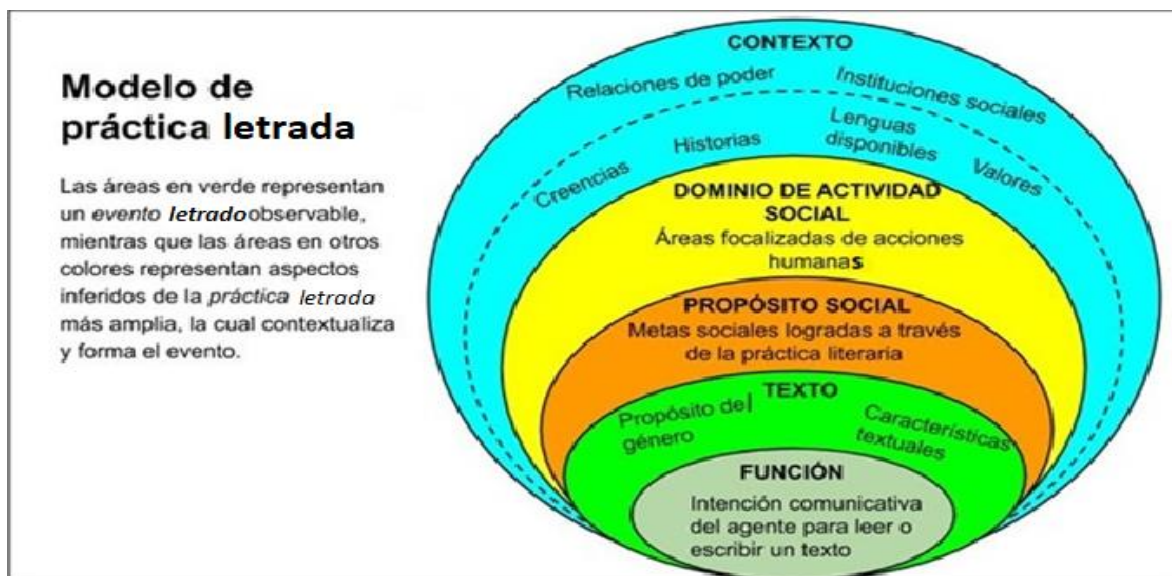 Modelo de
práctica letrada
Las áreas en verde representan
un evento letrado observable,
mientras que las áreas en otros
colores representan aspectos
inferidos de la práctica letrada
más amplia, la cual contextualiza
y forma el evento.
CONTEXTO
Relaciones de poder
Instituciones sociales
Creencias
Historias
Lenguas
disponibles
Valores
DOMINIO DE ACTIVIDAD
SOCIAL
Áreas focalizadas de acciones
humanas
PROPÓSITO SOCIAL
Metas sociales logradas a través
de la práctica literaria
TEXTO
Propósito del
género
Características
textuales
FUNCIÓN
Intención comunicativa
del agente para leer o
escribir un texto